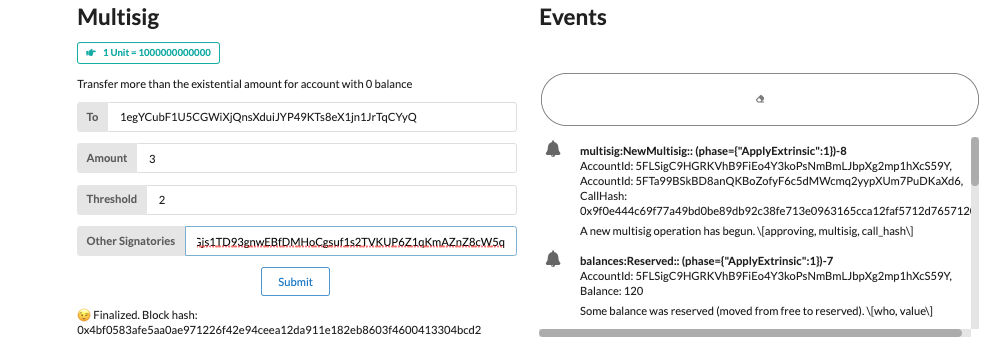 Multisig
1 Unit = 1000000000000
Transfer more than the existential amount for account with 0 balance
To 1egYCubF1U5CGWiXjQnsXduiJYP49KTs8eX1jn1JrTqCYyQ
Amount 3
Threshold 2
Other Signatories Gjs1TD93gnwEBfDMHoCgsuf1s2TVKUP6Z1qKmAZnZ8cW5q
Submit
Finalized. Block hash:
0x4bf0583afe5aa0ae971226f42e94ceea12da911e182eb8603f4600413304bcd2
Events
multisig:NewMultisig:: (phase={"ApplyExtrinsic":1})-8
AccountId: 5FLSigC9HGRKVhB9FiEo4Y3koPsNmBmLJbpXg2mp1hXcS59Y,
AccountId: 5FTa99BSkBD8anQKBoZofyF6c5dMWcmq2yypXUm7PuDKaXd6,
CallHash:
0x9f0e444c69f77a49bd0be89db92c38fe713e0963165cca12faf5712d765712
A new multisig operation has begun. \[approving, multisig, call_hash\]
balances:Reserved:: (phase={"ApplyExtrinsic":1})-7
AccountId: 5FLSigC9HGRKVhB9FiEo4Y3koPsNmBmLJbpXg2mp1hXcS59Y,
Balance: 120
Some balance was reserved (moved from free to reserved). \[who, value\]